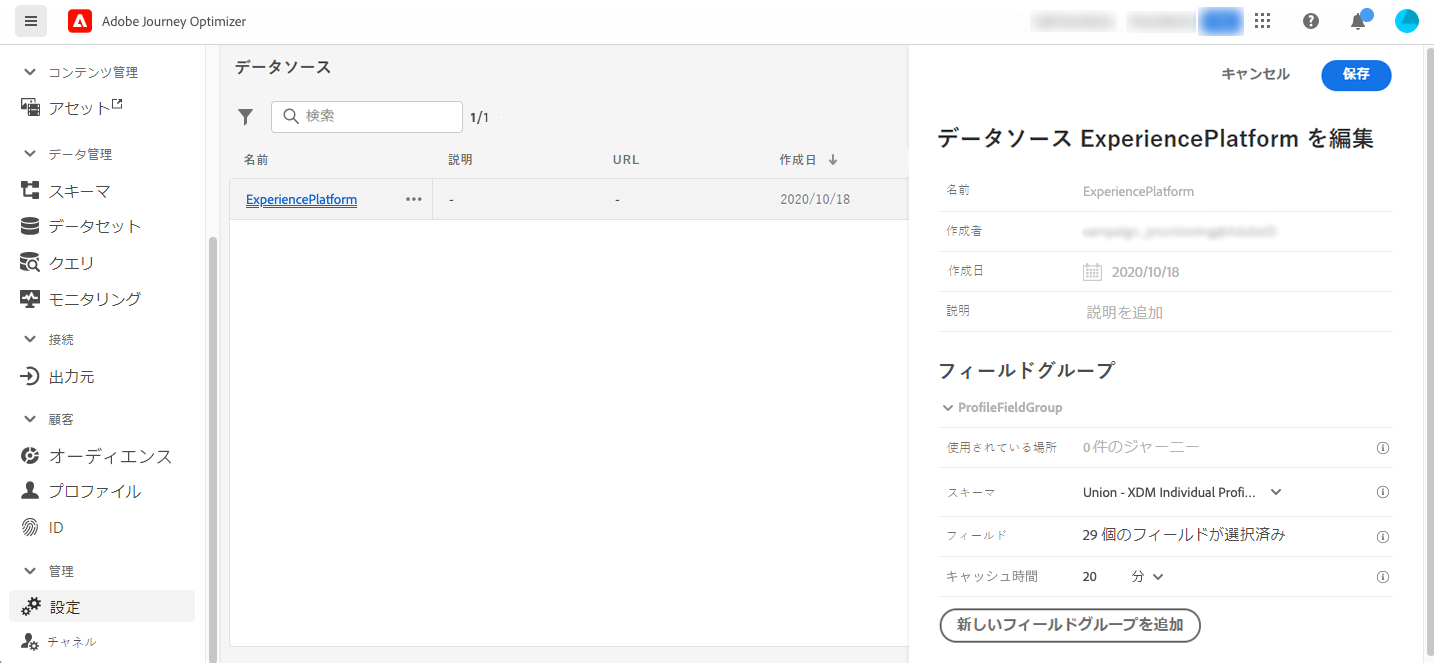 Adobe Journey Optimizer
コンテンツ管理
アセット
データ管理
スキーマ
データセット
クエリ
モニタリング
接続
出力元
顧客
オーディエンス
プロファイル
ID
管理
設定
チャネル
データソース
検索
1/1
名前 説明 URL 作成日
ExperiencePlatform - - 2020/10/18
キャンセル
保存
データソース ExperiencePlatform を編集
名前 ExperiencePlatform
作成者
作成日 2020/10/18
説明 説明を追加
フィールドグループ
ProfileFieldGroup
使用されている場所 0 件のジャーニー
スキーマ Union - XDM Individual Profi...
フィールド 29 個のフィールドが選択済み
キャッシュ時間 20 分
新しいフィールドグループを追加